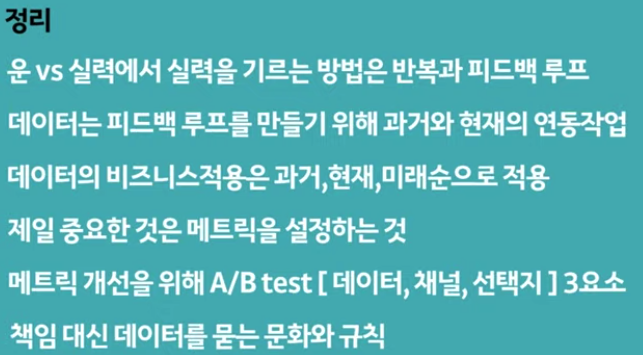 정리
운 vs 실력에서 실력을 기르는 방법은 반복과 피드백 루프
데이터는 피드백 루프를 만들기 위해 과거와 현재의 연동작업
데이터의 비즈니스적용은 과거,현재,미래순으로 적용
제일 중요한 것은 메트릭을 설정하는 것
메트릭 개선을 위해 A/B test [ 데이터, 채널, 선택지 ] 3요소
책임 대신 데이터를 묻는 문화와 규칙